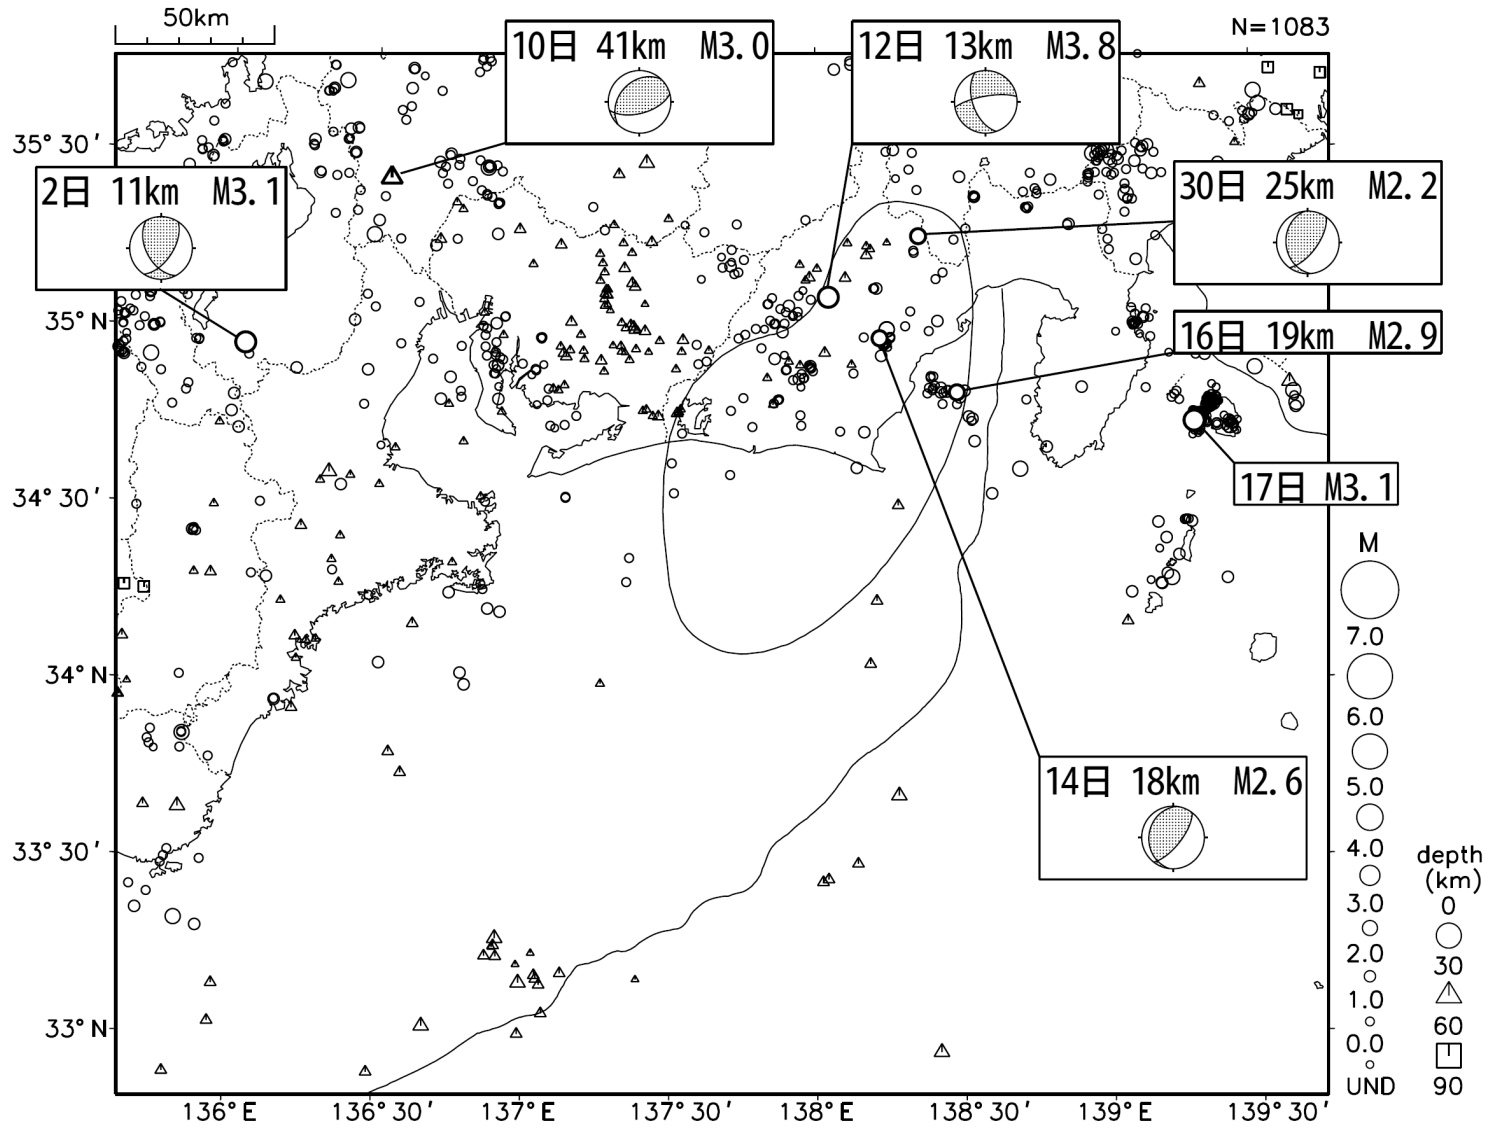 50km
N=1083
10日 41km M3.0
12日 13km M3.8
35°30′
2日 11km M3.1
30日 25km M2.2
35°N
16日 19km M2.9
17日 M3.1
34°30′
M
7.0
6.0
5.0
4.0
3.0
2.0
1.0
0.0
UND
34°N
14日 18km M2.6
33°30′
depth
(km)
0
30
60
90
33°N
136°E 136°30′ 137°E 137°30′ 138°E 138°30′ 139°E 139°30′